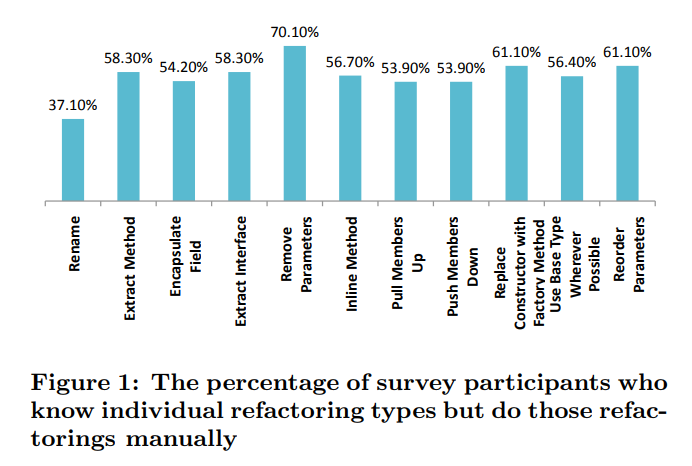 70.10%
58.30%
54.20%
58.30%
56.70%
53.90%
53.90%
61.10%
56.40%
61.10%
37.10%
Rename
Extract Method
Encapsulate
Field
Extract Interface
Remove
Parameters
Inline Method
Pull Members
Up
Push Members
Down
Replace
Constructor with
Factory Method
Use Base Type
Wherever
Possible
Reorder
Parameters
Figure 1: The percentage of survey participants who
know individual refactoring types but do those refac-
torings manually